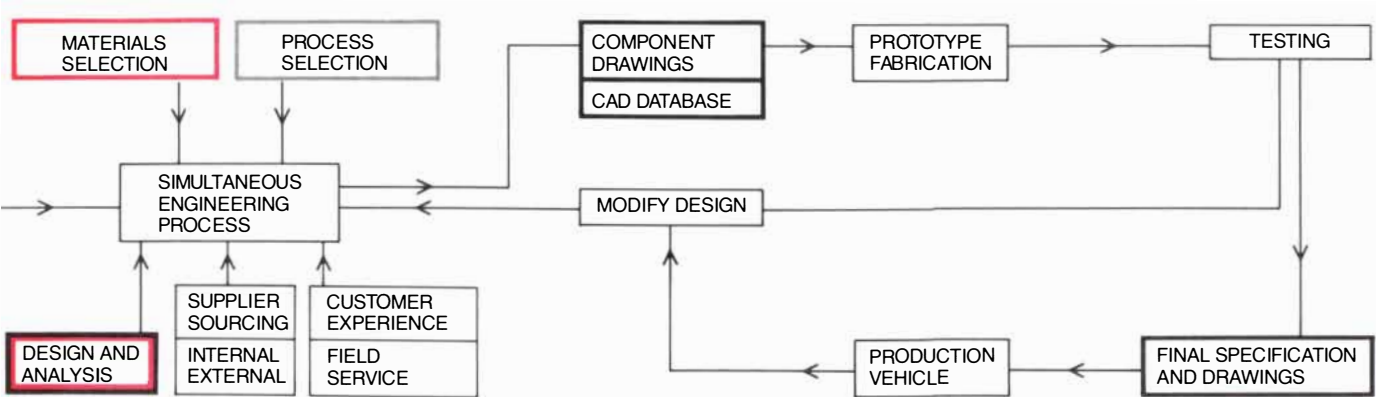 MATERIALS
SELECTION
PROCESS
SELECTION
COMPONENT
DRAWINGS
CAD DATABASE
PROTOTYPE
FABRICATION
TESTING
SIMULTANEOUS
ENGINEERING
PROCESS
MODIFY DESIGN
DESIGN AND
ANALYSIS
SUPPLIER
SOURCING
INTERNAL
EXTERNAL
CUSTOMER
EXPERIENCE
FIELD
SERVICE
PRODUCTION
VEHICLE
FINAL SPECIFICATION
AND DRAWINGS